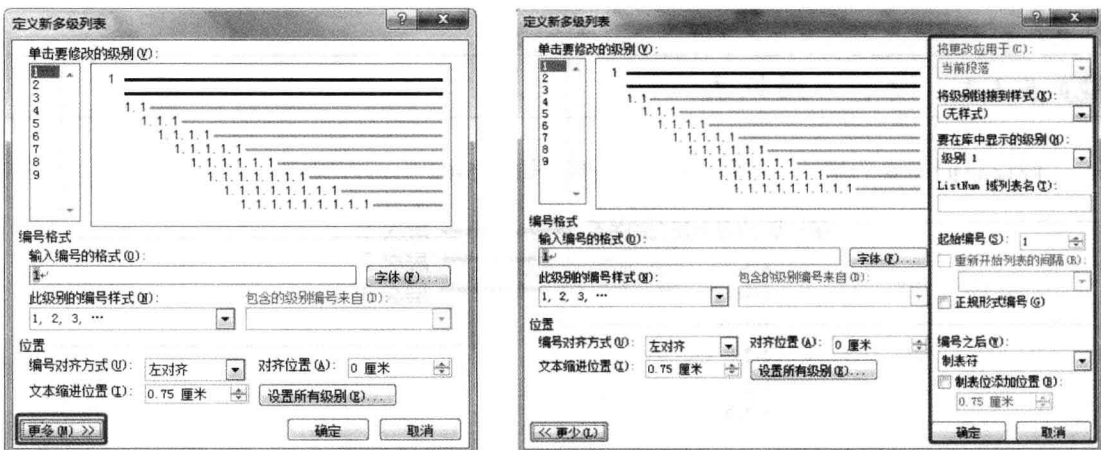 定义新多级列表
单击要修改的级别(V):
1
2
3
4
5
6
7
8
9
1
1.1
1.1.1
1.1.1.1
1.1.1.1.1
1.1.1.1.1.1
1.1.1.1.1.1.1
1.1.1.1.1.1.1.1
1.1.1.1.1.1.1.1.1
编号格式
输入编号的格式(O):
1
字体(F)...
此级别的编号样式(N):
包含的级别编号来自(D):
1, 2, 3, …
位置
编号对齐方式(U): 左对齐 对齐位置(A): 0 厘米
文本缩进位置(I): 0.75 厘米 设置所有级别(E)...
更多(M) >> 确定 取消
定义新多级列表
单击要修改的级别(V):
1
2
3
4
5
6
7
8
9
1
1.1
1.1.1
1.1.1.1
1.1.1.1.1
1.1.1.1.1.1
1.1.1.1.1.1.1
1.1.1.1.1.1.1.1
1.1.1.1.1.1.1.1.1
编号格式
输入编号的格式(O):
1
字体(F)...
此级别的编号样式(N):
包含的级别编号来自(D):
1, 2, 3, …
位置
编号对齐方式(U): 左对齐 对齐位置(A): 0 厘米
文本缩进位置(I): 0.75 厘米 设置所有级别(E)...
<< 更少(L)
将更改应用于(C):
当前段落
将级别链接到样式(K):
(无样式)
要在库中显示的级别(H):
级别 1
ListNum 域列表名(T):
起始编号(S): 1
重新开始列表的间隔(R):
正规形式编号(G)
编号之后(W):
制表符
制表位添加位置(B):
0.75 厘米
确定 取消